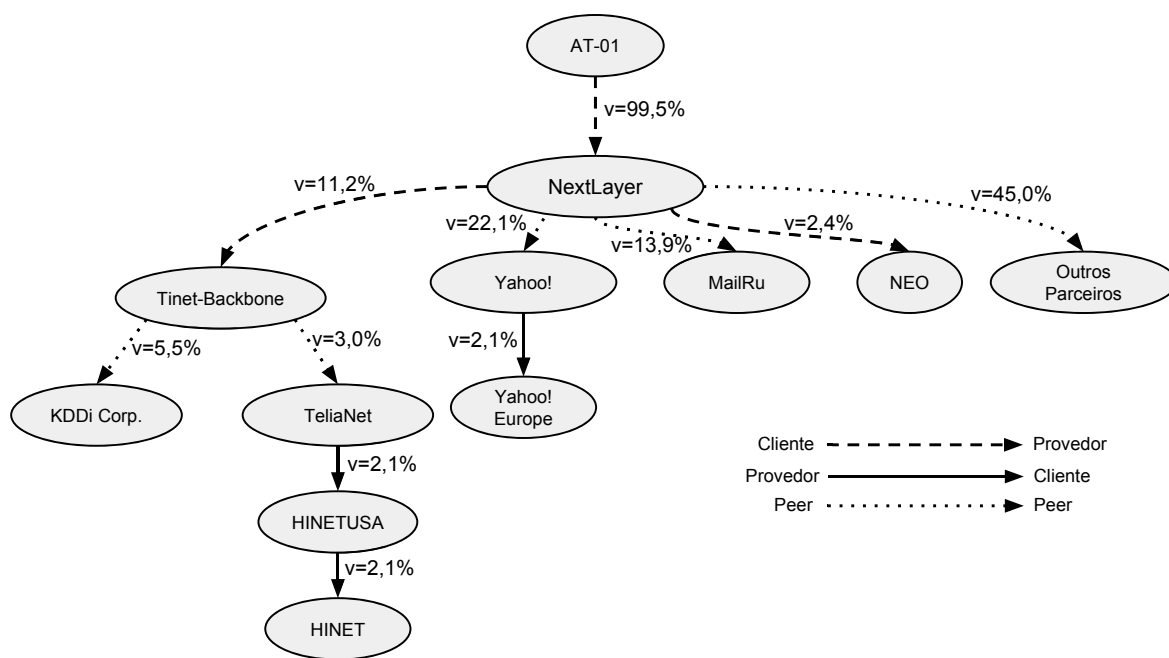 AT-01
v=99,5%
NextLayer
v=11,2%
v=22,1%
v=13,9%
v=2,4%
v=45,0%
Tinet-Backbone
Yahoo!
MailRu
NEO
Outros
Parceiros
v=5,5%
v=3,0%
v=2,1%
KDDi Corp.
TeliaNet
Yahoo!
Europe
v=2,1%
HINETUSA
v=2,1%
HINET
Cliente
Provedor
Provedor
Cliente
Peer
Peer